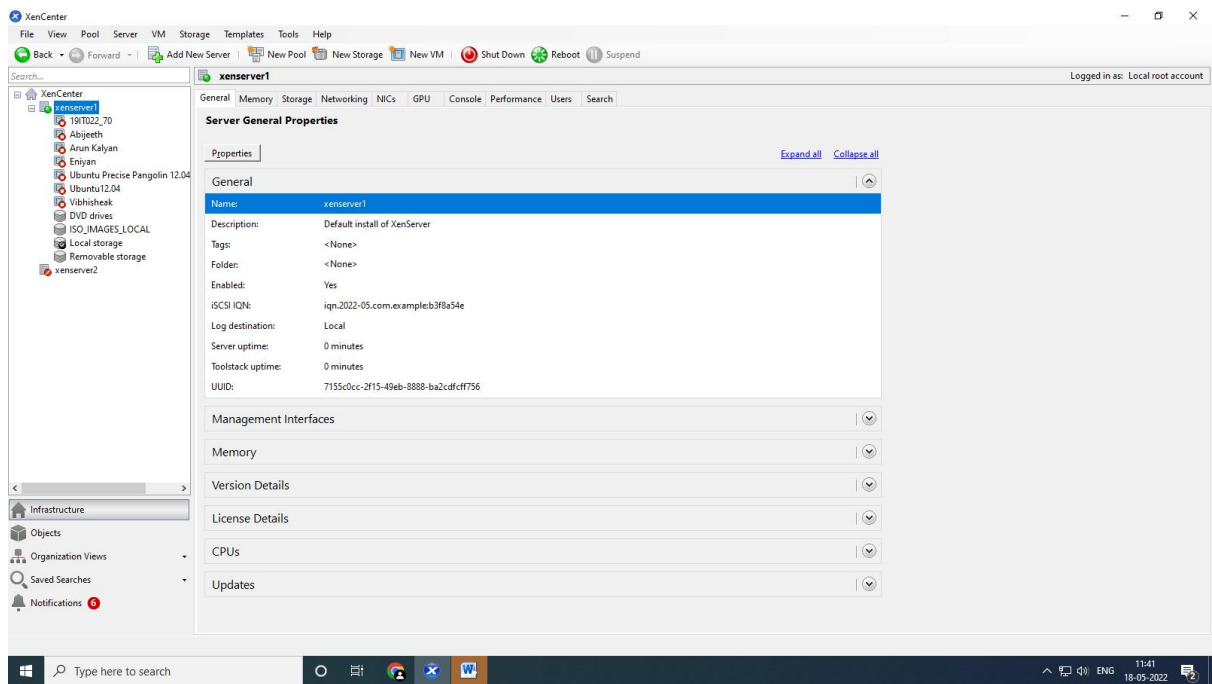 XenCenter
File View Pool Server VM Storage Templates Tools Help
Back Forward Add New Server New Pool New Storage New VM Shut Down Reboot Suspend
Search...
xenserver1 Logged in as: Local root account
XenCenter
xenserver1
19IT022_70
Abijeeth
Arun Kalyan
Eniyan
Ubuntu Precise Pangolin 12.04
Ubuntu12.04
Vibhisheak
DVD drives
ISO_IMAGES_LOCAL
Local storage
Removable storage
xenserver2
General Memory Storage Networking NICs GPU Console Performance Users Search
Server General Properties
Properties Expand all Collapse all
General
Name: xenserver1
Description: Default install of XenServer
Tags: <None>
Folder: <None>
Enabled: Yes
iSCSI IQN: iqn.2022-05.com.example:b3f8a54e
Log destination: Local
Server uptime: 0 minutes
Toolstack uptime: 0 minutes
UUID: 7155c0cc-2f15-49eb-8888-ba2cdfcff756
Management Interfaces
Memory
Version Details
License Details
CPUs
Updates
Infrastructure
Objects
Organization Views
Saved Searches
Notifications 6
Type here to search
W
ENG
11:41
18-05-2022
2